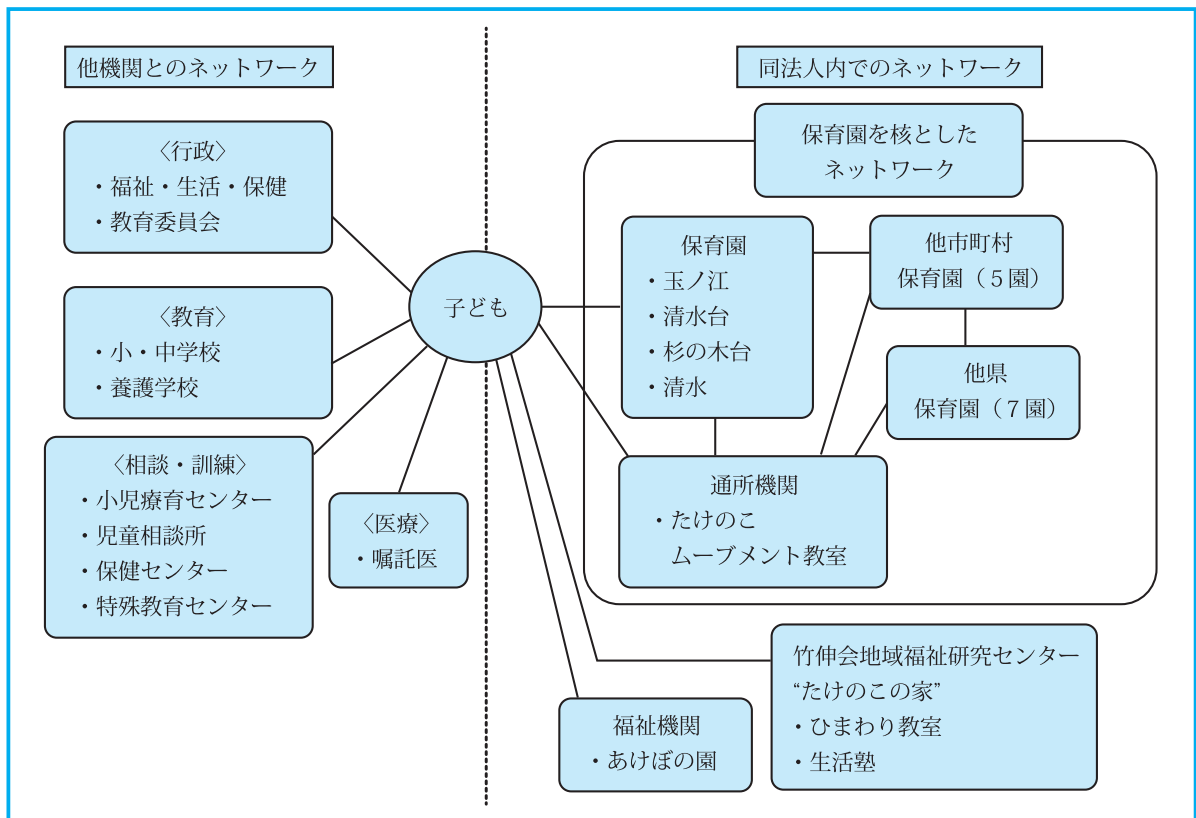 他機関とのネットワーク
〈行政〉
・福祉・生活・保健
・教育委員会
〈教育〉
・小・中学校
・養護学校
〈相談・訓練〉
・小児療育センター
・児童相談所
・保健センター
・特殊教育センター
〈医療〉
・嘱託医
子ども
同法人内でのネットワーク
保育園を核とした
ネットワーク
保育園
・玉ノ江
・清水台
・杉の木台
・清水
他市町村
保育園（５園）
他県
保育園（７園）
通所機関
・たけのこ
ムーブメント教室
福祉機関
・あけぼの園
竹伸会地域福祉研究センター
“たけのこの家”
・ひまわり教室
・生活塾